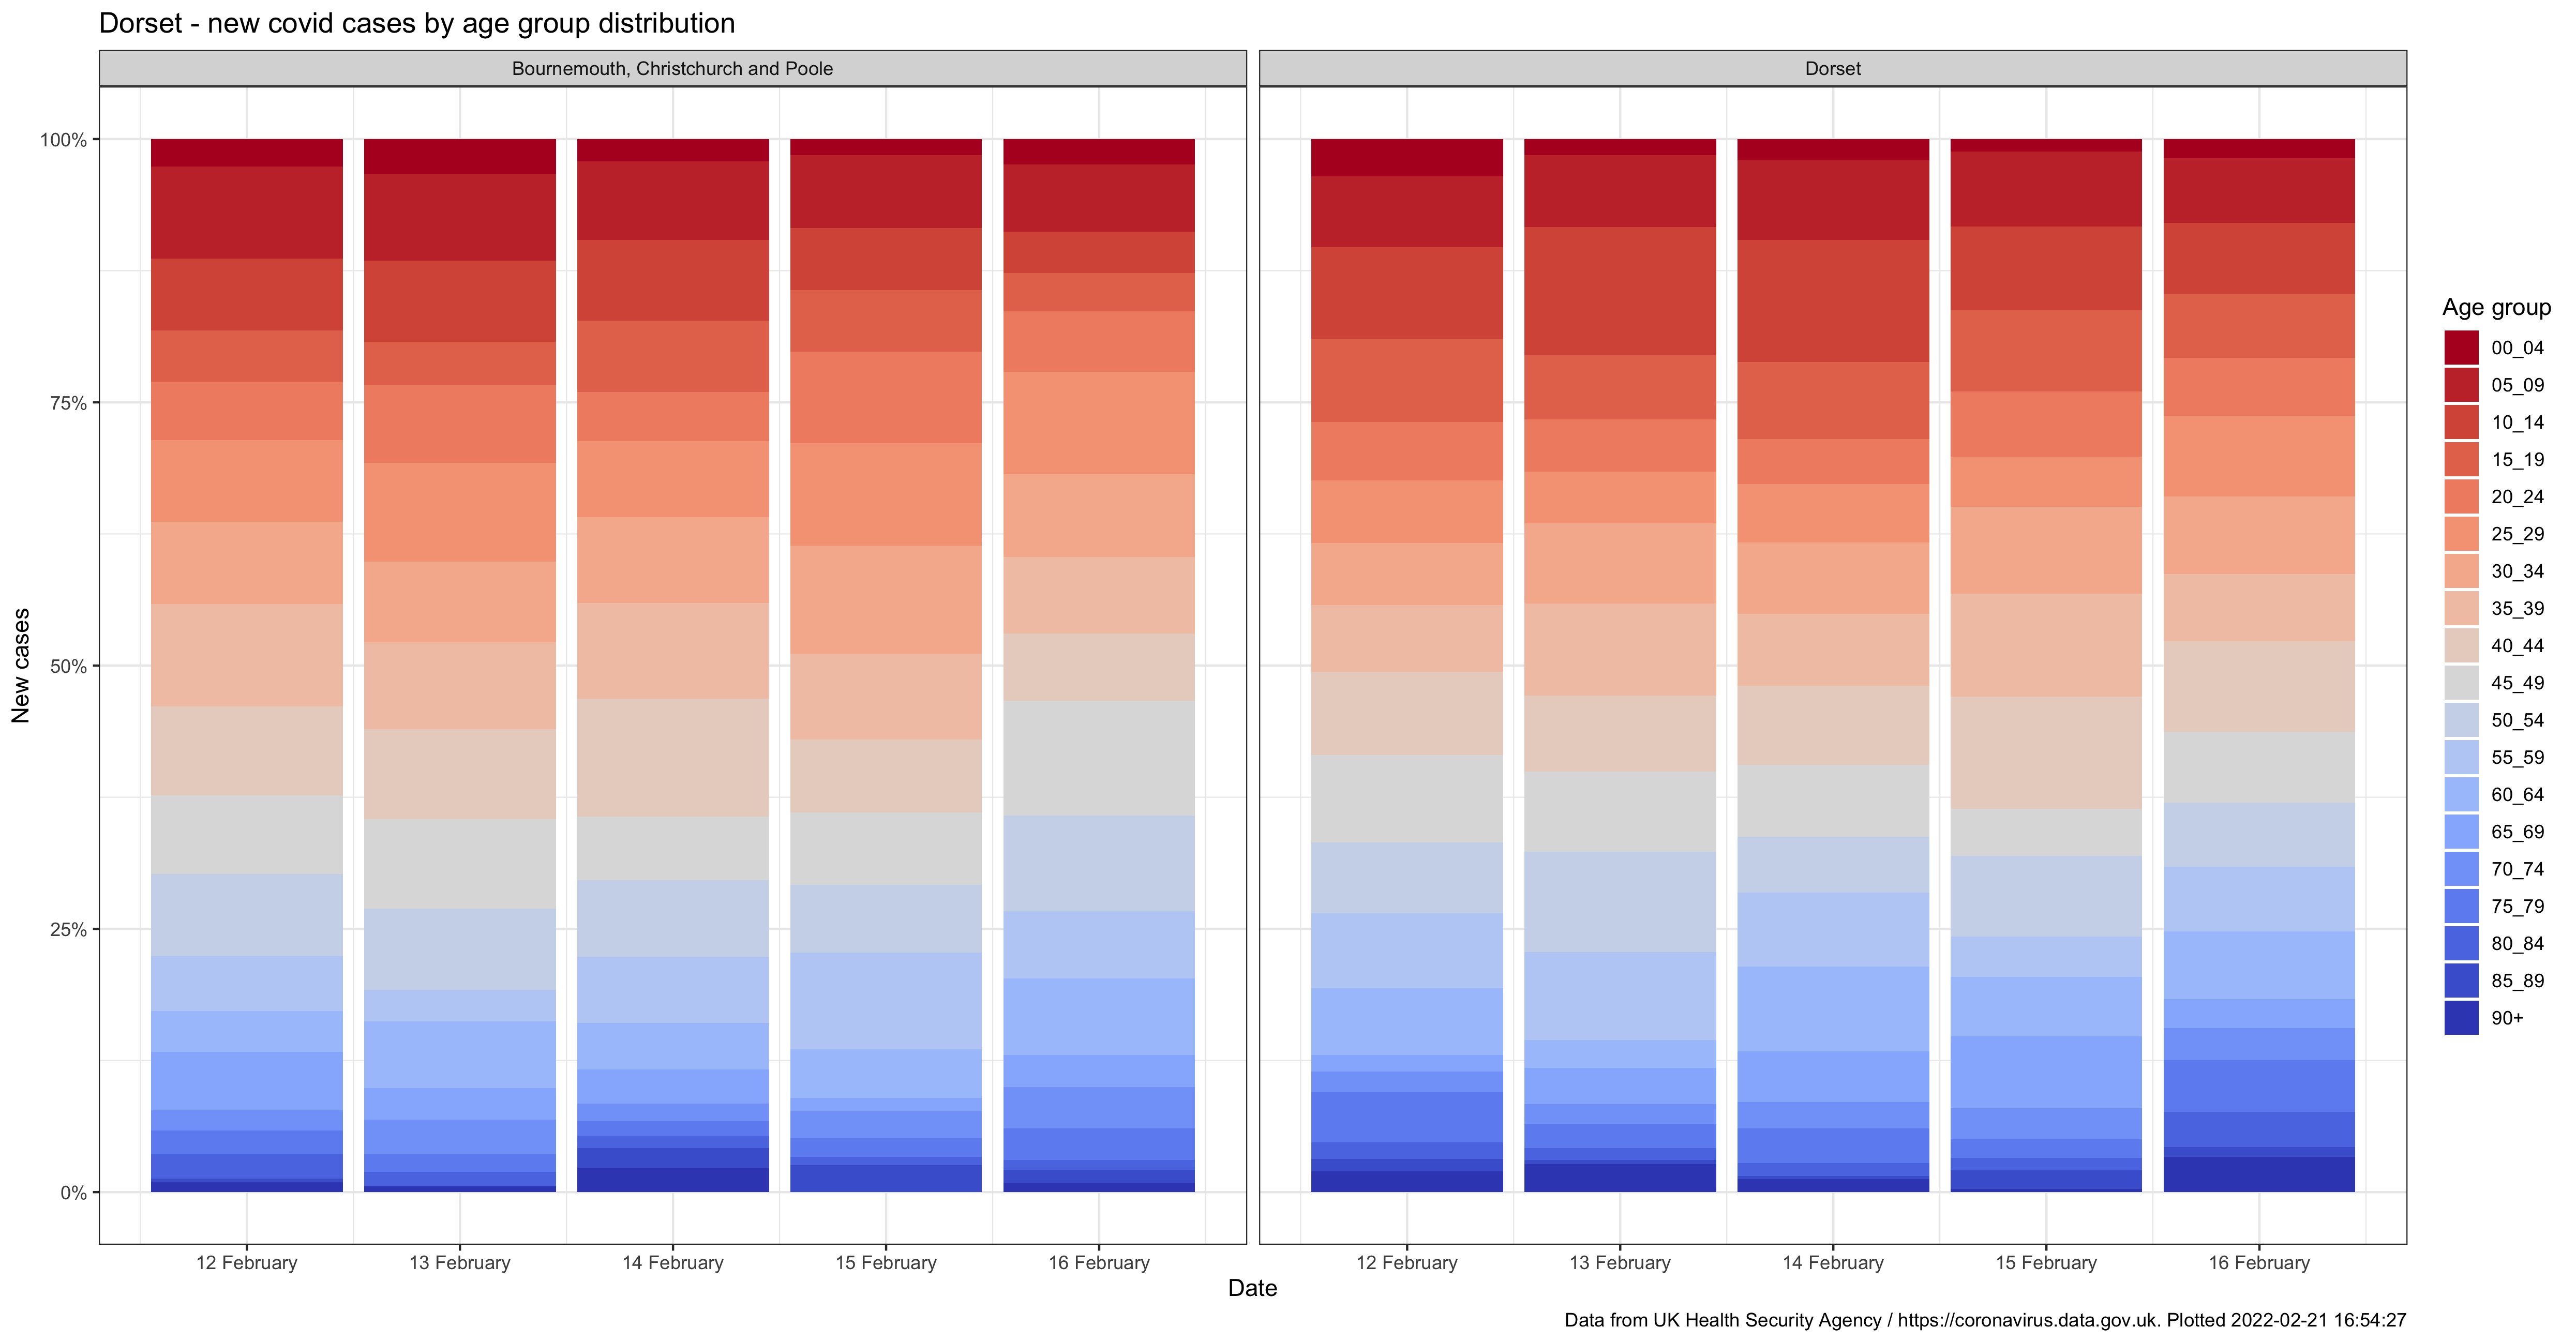 Dorset - new covid cases by age group distribution
Bournemouth, Christchurch and Poole
Dorset
New cases
100%
75%
50%
25%
0%
12 February
13 February
14 February
15 February
16 February
12 February
13 February
14 February
15 February
16 February
Date
Age group
00_04
05_09
10_14
15_19
20_24
25_29
30_34
35_39
40_44
45_49
50_54
55_59
60_64
65_69
70_74
75_79
80_84
85_89
90+
Data from UK Health Security Agency / https://coronavirus.data.gov.uk. Plotted 2022-02-21 16:54:27